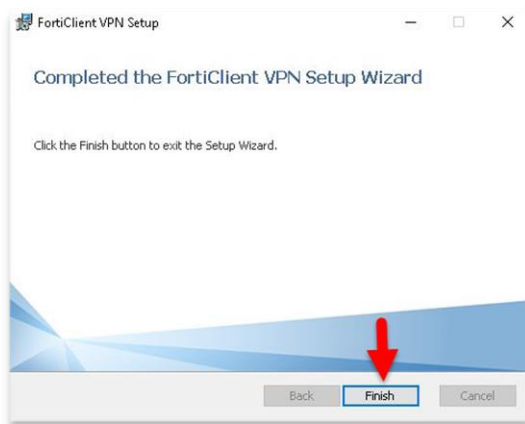 FortiClient VPN Setup
Completed the FortiClient VPN Setup Wizard
Click the Finish button to exit the Setup Wizard.
Back Finish Cancel